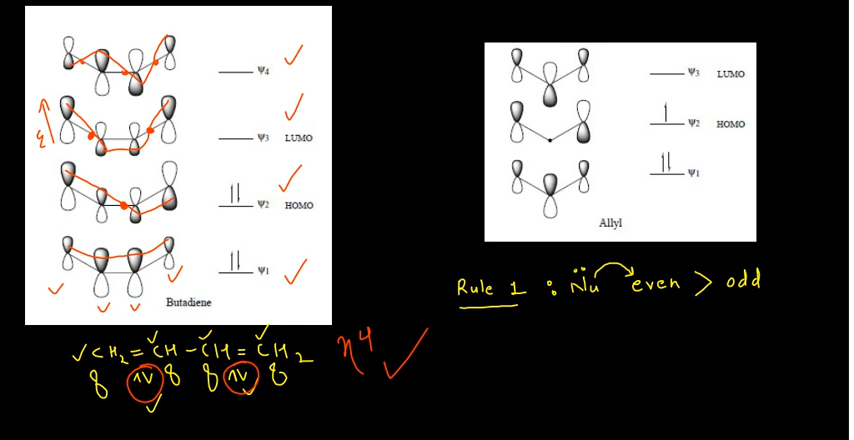 Ψ4
Ψ3 LUMO
Ψ2 HOMO
Ψ1
Butadiene
CH2 = CH - CH = CH2
η4
Ψ3 LUMO
Ψ2 HOMO
Ψ1
Allyl
Rule 1 : Nu even > odd